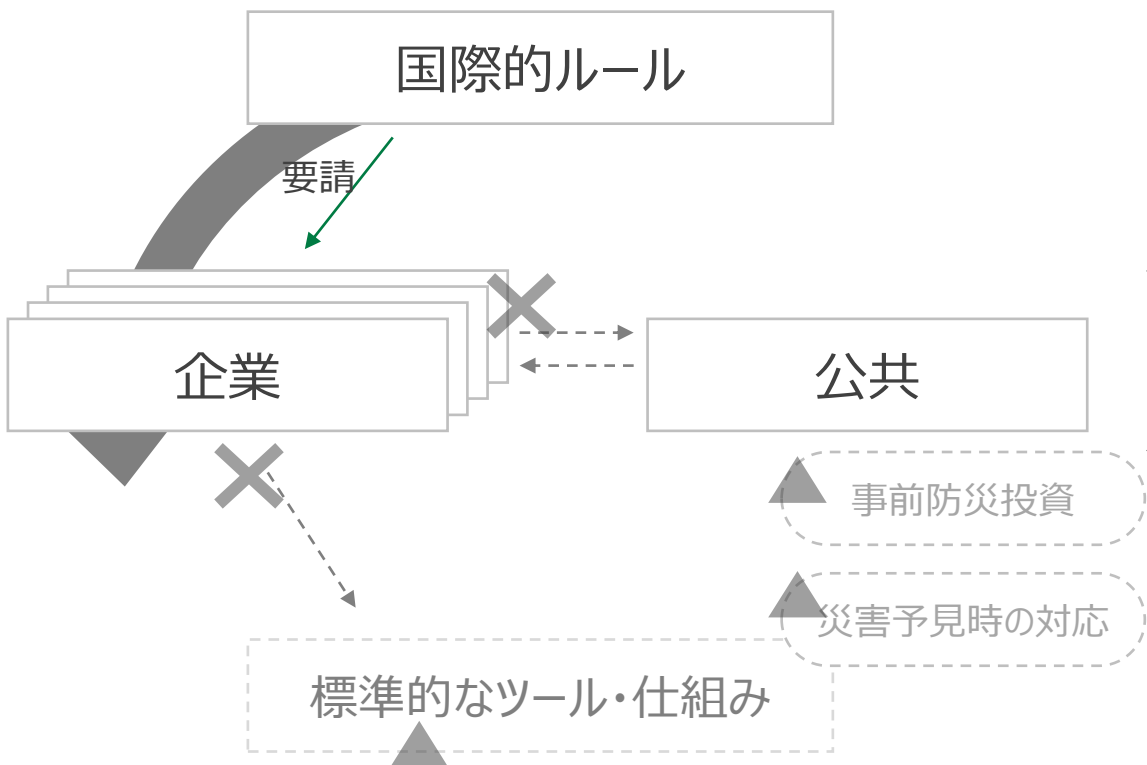 国際的ルール
要請
企業
公共
事前防災投資
災害予見時の対応
標準的なツール・仕組み